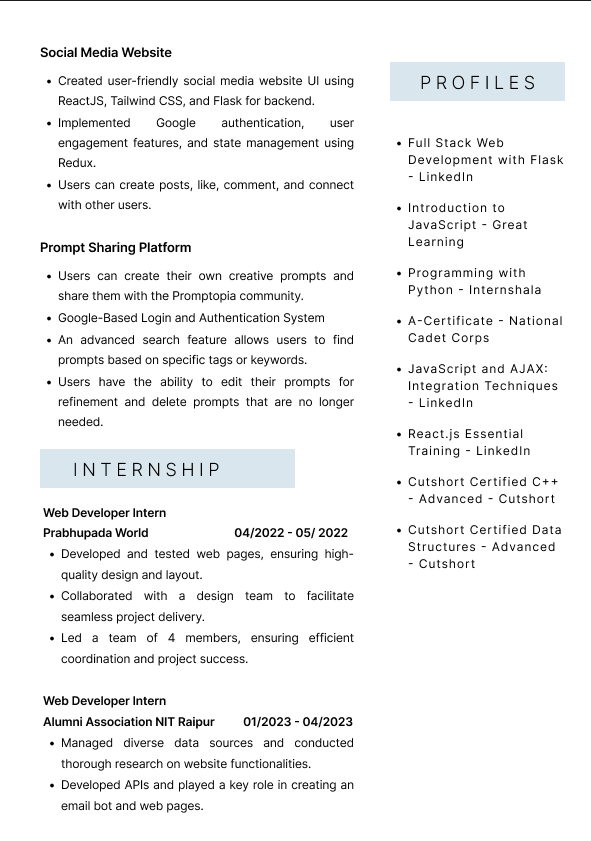 Social Media Website
• Created user-friendly social media website UI using
ReactJS, Tailwind CSS, and Flask for backend.
• Implemented Google authentication, user
engagement features, and state management using
Redux.
• Users can create posts, like, comment, and connect
with other users.
Prompt Sharing Platform
• Users can create their own creative prompts and
share them with the Promptopia community.
• Google-Based Login and Authentication System
• An advanced search feature allows users to find
prompts based on specific tags or keywords.
• Users have the ability to edit their prompts for
refinement and delete prompts that are no longer
needed.
INTERNSHIP
Web Developer Intern
Prabhupada World 04/2022 - 05/ 2022
• Developed and tested web pages, ensuring high-
quality design and layout.
• Collaborated with a design team to facilitate
seamless project delivery.
• Led a team of 4 members, ensuring efficient
coordination and project success.
Web Developer Intern
Alumni Association NIT Raipur 01/2023 - 04/2023
• Managed diverse data sources and conducted
thorough research on website functionalities.
• Developed APIs and played a key role in creating an
email bot and web pages.
PROFILES
• Full Stack Web
Development with Flask
- LinkedIn
• Introduction to
JavaScript - Great
Learning
• Programming with
Python - Internshala
• A-Certificate - National
Cadet Corps
• JavaScript and AJAX:
Integration Techniques
- LinkedIn
• React.js Essential
Training - LinkedIn
• Cutshort Certified C++
- Advanced - Cutshort
• Cutshort Certified Data
Structures - Advanced
- Cutshort